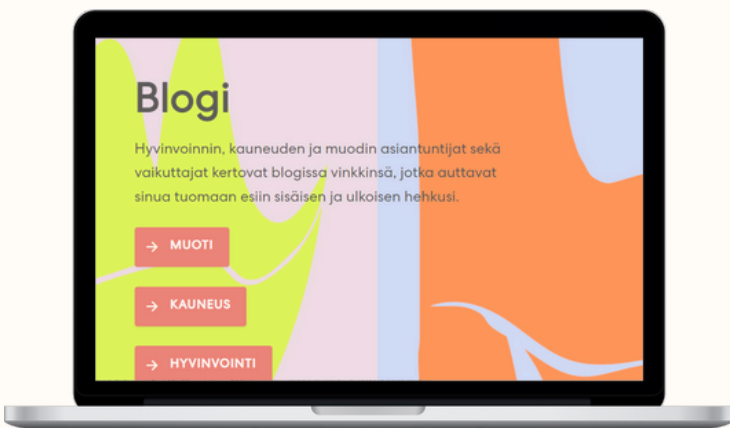 Blogi
Hyvinvoinnin, kauneuden ja muodin asiantuntijat sekä
vaikuttajat kertovat blogissa vinkkinsä, jotka auttavat
sinua tuomaan esiin sisäisen ja ulkoisen hehkusi.
→ MUOTI
→ KAUNEUS
→ HYVINVOINTI